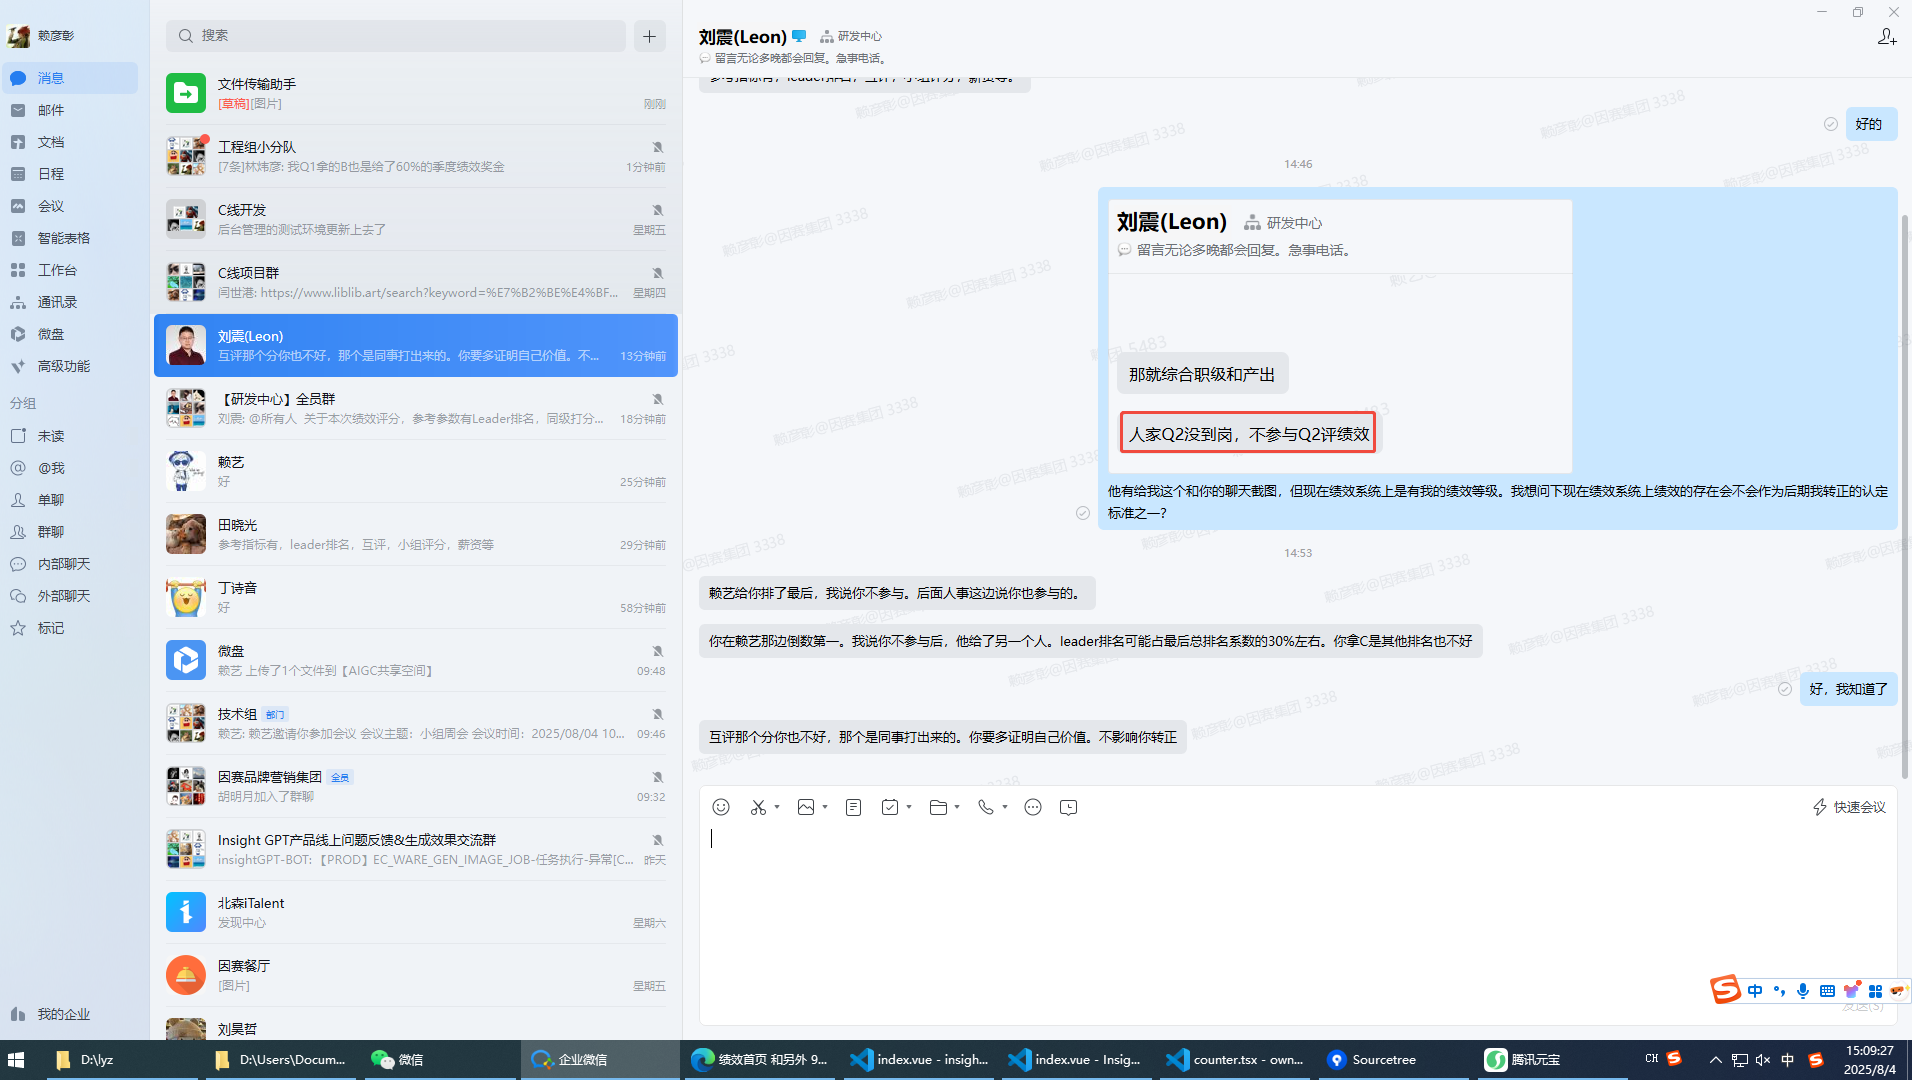 赖彦彰
消息
邮件
文档
日程
会议
智能表格
工作台
通讯录
微盘
高级功能
分组
未读
@我
单聊
群聊
内部聊天
外部聊天
标记
我的企业
搜索
文件传输助手
[草稿][图片]
刚刚
工程组小分队
[7条]林炜彦: 我Q1拿的B也是给了60%的季度绩效奖金
1分钟前
C线开发
后台管理的测试环境更新上去了
星期五
C线项目群
闫世港: https://www.liblib.art/search?keyword=%E7%B2%BE%E4%BF...
星期四
刘震(Leon)
互评那个分你也不好，那个是同事打出来的。你要多证明自己价值。不...
13分钟前
【研发中心】全员群
刘震: @所有人 关于本次绩效评分，参考参数有Leader排名，同级打分...
18分钟前
赖艺
好
25分钟前
田晓光
参考指标有，leader排名，互评，小组评分，薪资等
29分钟前
丁诗音
好
58分钟前
微盘
赖艺 上传了1个文件到【AIGC共享空间】
09:48
技术组 部门
赖艺: 赖艺邀请你参加会议 会议主题：小组周会 会议时间：2025/08/04 10...
09:46
因赛品牌营销集团 全员
胡明月加入了群聊
09:32
Insight GPT产品线上问题反馈&生成效果交流群
insightGPT-BOT: 【PROD】EC_WARE_GEN_IMAGE_JOB-任务执行-异常[C...
昨天
北森iTalent
发现中心
星期六
因赛餐厅
[图片]
星期五
刘昊哲
刘震(Leon) 研发中心
留言无论多晚都会回复。急事电话。
参考指标有，leader排名，互评，小组评分，薪资等。
好的
14:46
刘震(Leon) 研发中心
留言无论多晚都会回复。急事电话。
那就综合职级和产出
人家Q2没到岗，不参与Q2评绩效
他有给我这个和你的聊天截图，但现在绩效系统上是有我的绩效等级。我想问下现在绩效系统上绩效的存在会不会作为后期我转正的认定
标准之一?
14:53
赖艺给你排了最后，我说你不参与。后面人事这边说你也参与的。
你在赖艺那边倒数第一。我说你不参与后，他给了另一个人。leader排名可能占最后总排名系数的30%左右。你拿C是其他排名也不好
好，我知道了
互评那个分你也不好，那个是同事打出来的。你要多证明自己价值。不影响你转正
快速会议
发送(S)
中
D:\lyz
D:\Users\Docum...
微信
企业微信
绩效首页 和另外 9...
index.vue - insigh...
index.vue - Insig...
counter.tsx - own...
Sourcetree
腾讯元宝
CH
中
15:09:27
2025/8/4
赖彦彰@因赛集团 3338